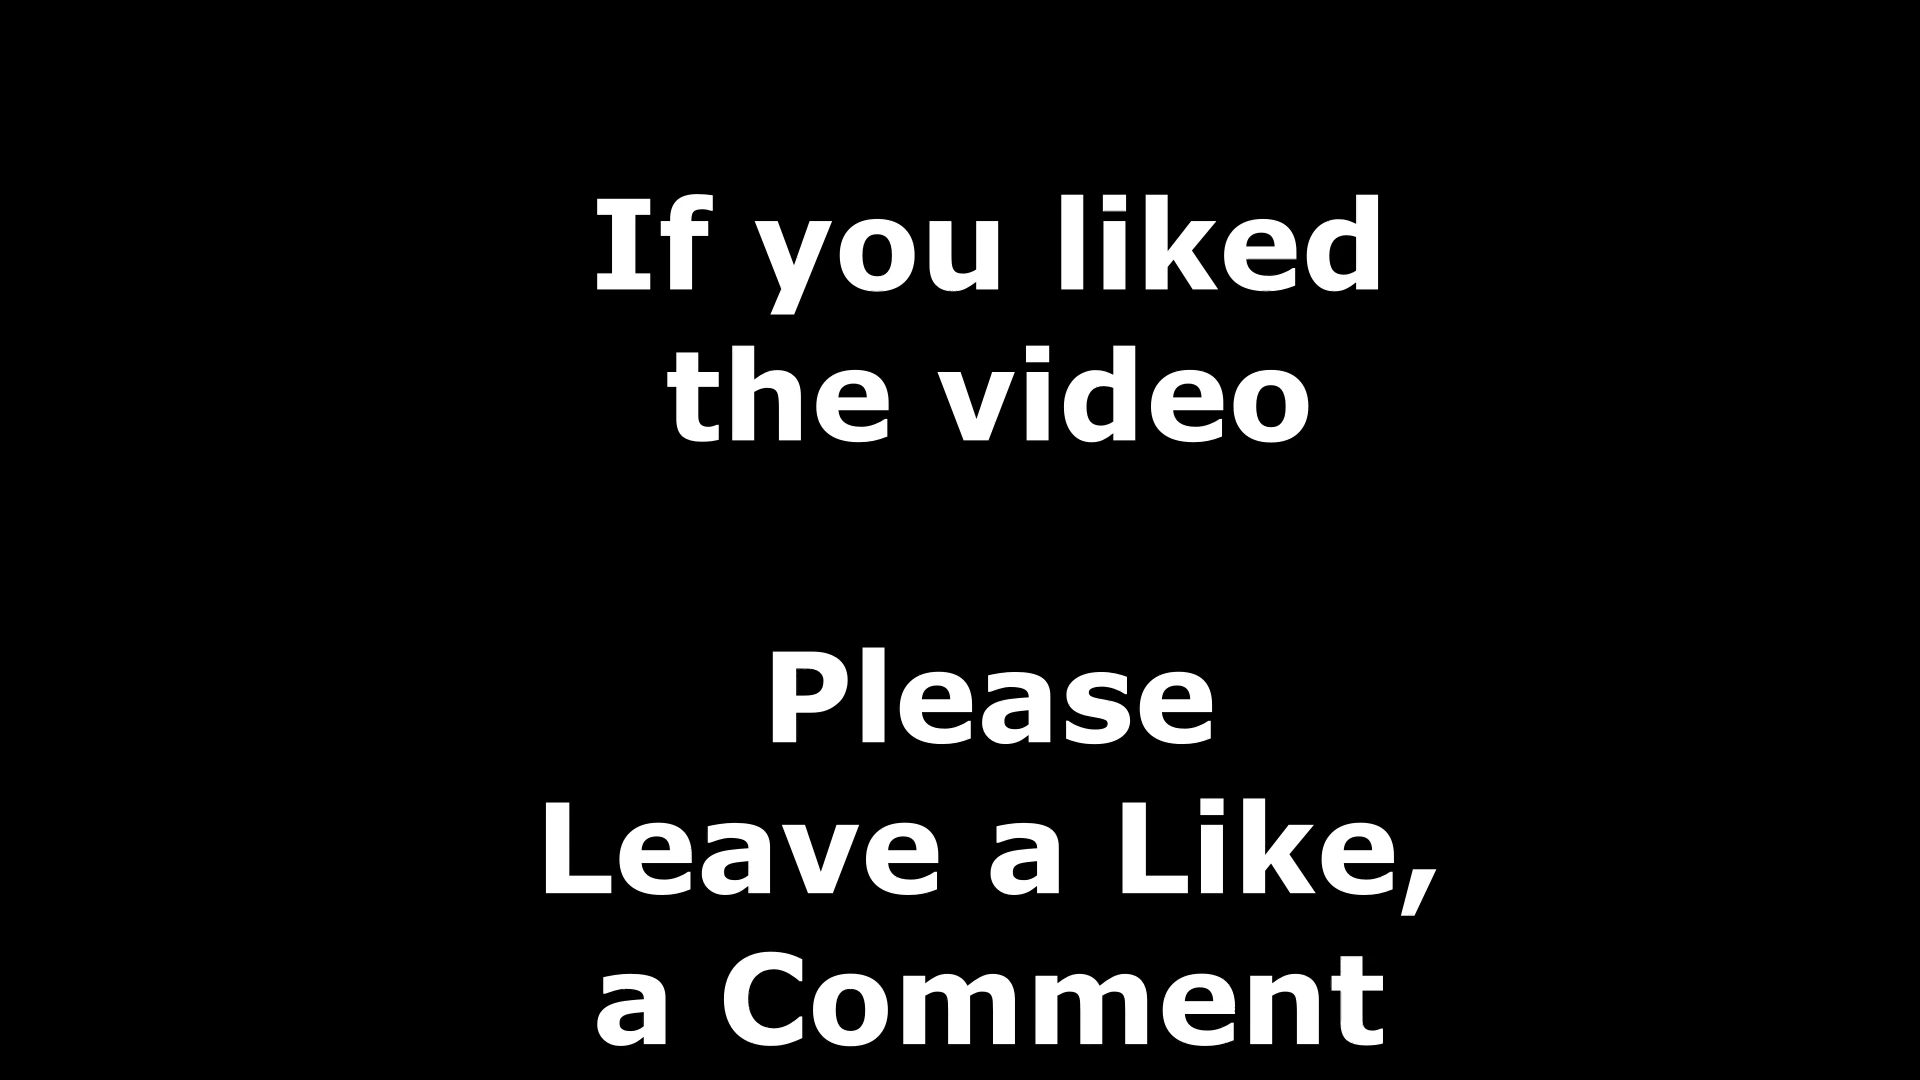 If you liked
the video
Please
Leave a Like,
a Comment